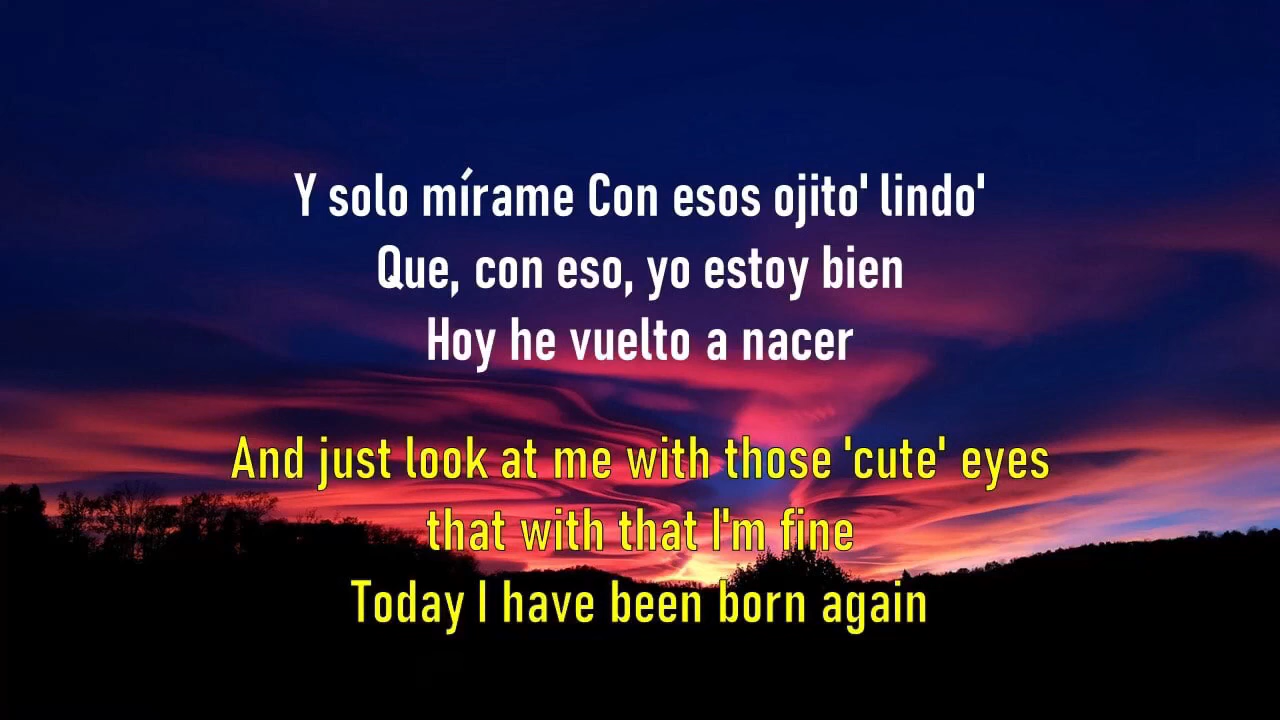 Y solo mírame Con esos ojito' lindo'
Que, con eso, yo estoy bien
Hoy he vuelto a nacer
And just look at me with those 'cute' eyes
that with that I'm fine
Today I have been born again